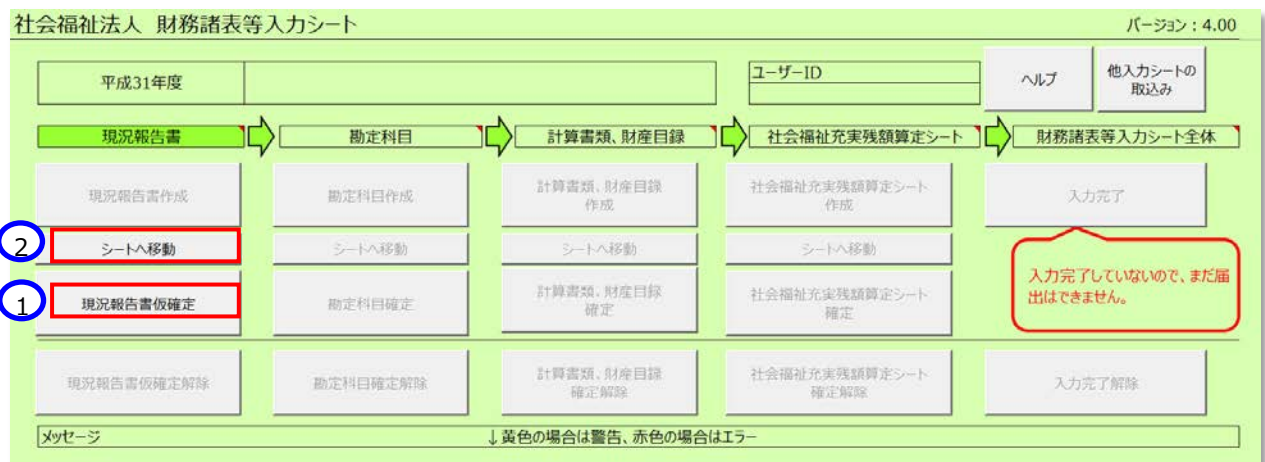 社会福祉法人 財務諸表等入力シート
バージョン：4.00
平成31年度
ユーザーID
ヘルプ
他入力シートの
取込み
現況報告書
勘定科目
計算書類、財産目録
社会福祉充実残額算定シート
財務諸表等入力シート全体
現況報告書作成
勘定科目作成
計算書類、財産目録
作成
社会福祉充実残額算定シート
作成
入力完了
2
シートへ移動
シートへ移動
シートへ移動
シートへ移動
1
現況報告書仮確定
勘定科目確定
計算書類、財産目録
確定
社会福祉充実残額算定シート
確定
入力完了していないので、まだ届
出はできません。
現況報告書仮確定解除
勘定科目確定解除
計算書類、財産目録
確定解除
社会福祉充実残額算定シート
確定解除
入力完了解除
メッセージ
↓黄色の場合は警告、赤色の場合はエラー